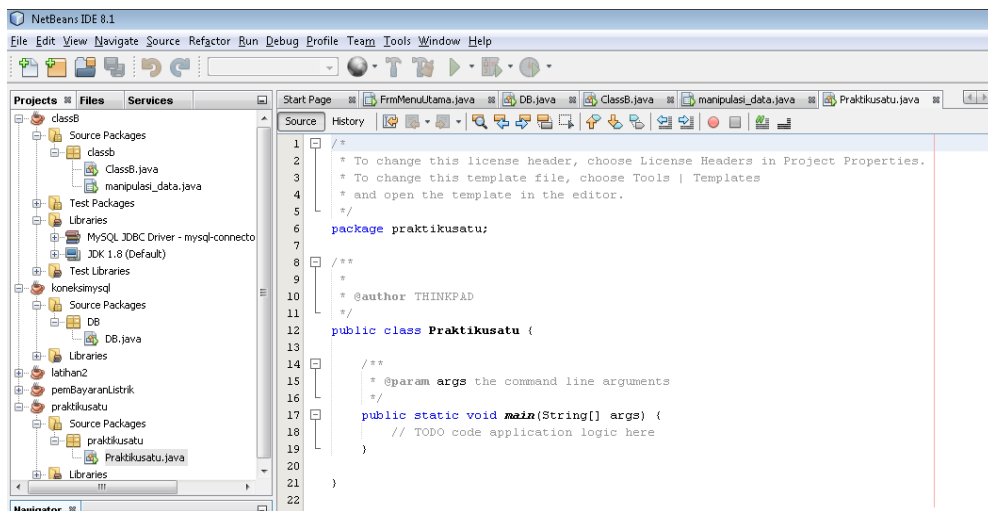 NetBeans IDE 8.1
File Edit View Navigate Source Refactor Run Debug Profile Team Tools Window Help
Projects Files Services
classB
Source Packages
classb
ClassB.java
manipulasi_data.java
Test Packages
Libraries
MySQL JDBC Driver - mysql-connecto
JDK 1.8 (Default)
Test Libraries
koneksimysql
Source Packages
DB
DB.java
Libraries
latihan2
pemBayaranListrik
praktikusatu
Source Packages
praktikusatu
Praktikusatu.java
Libraries
Navigator
Start Page FrmMenuUtama.java DB.java ClassB.java manipulasi_data.java Praktikusatu.java
Source History
1 /*
2 * To change this license header, choose License Headers in Project Properties.
3 * To change this template file, choose Tools | Templates
4 * and open the template in the editor.
5 */
6 package praktikusatu;
7
8 /**
9 *
10 * @author THINKPAD
11 */
12 public class Praktikusatu {
13
14 /**
15 * @param args the command line arguments
16 */
17 public static void main(String[] args) {
18 // TODO code application logic here
19 }
20
21 }
22